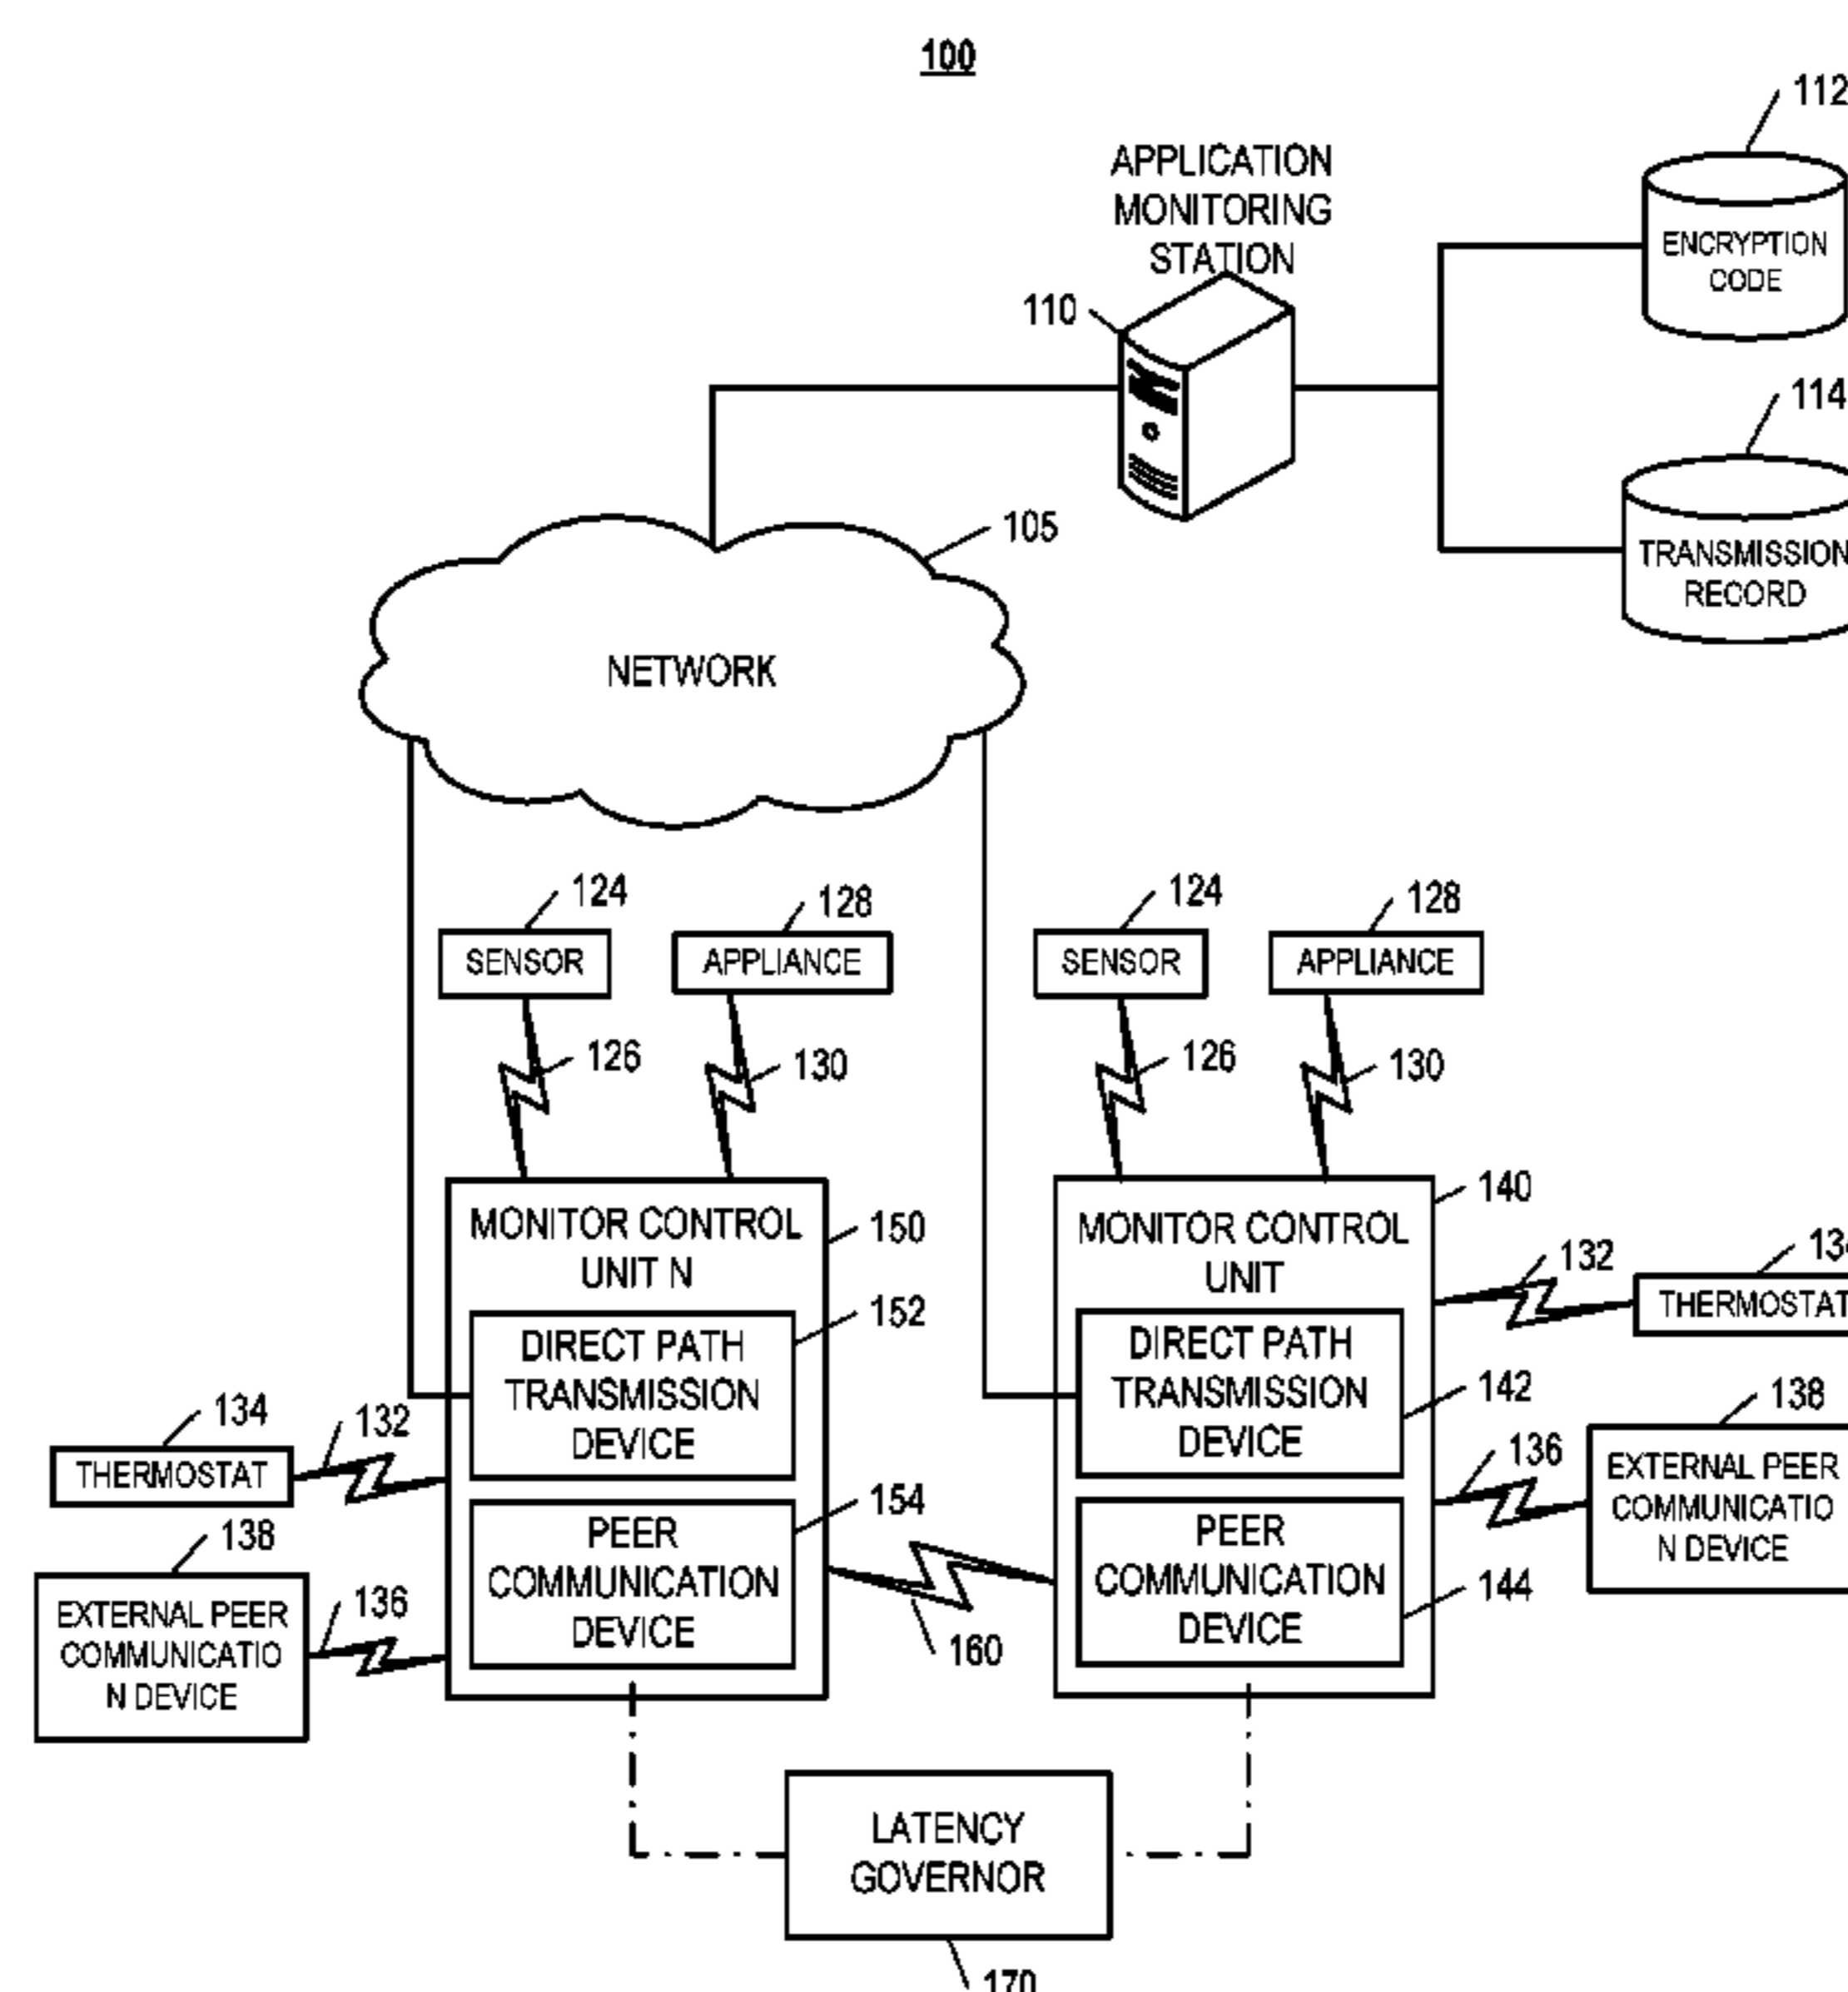 100
112
APPLICATION
MONITORING
STATION
ENCRYPTION
CODE
110
114
105
TRANSMISSION
RECORD
NETWORK
124
128
124
128
SENSOR
APPLIANCE
SENSOR
APPLIANCE
126
130
126
130
MONITOR CONTROL
UNIT N
150
MONITOR CONTROL
UNIT
140
132
THERMOSTAT
DIRECT PATH
TRANSMISSION
DEVICE
152
DIRECT PATH
TRANSMISSION
DEVICE
142
138
134
132
THERMOSTAT
136
EXTERNAL PEER
COMMUNICATIO
N DEVICE
PEER
COMMUNICATION
DEVICE
154
PEER
COMMUNICATION
DEVICE
144
138
EXTERNAL PEER
COMMUNICATIO
N DEVICE
136
160
LATENCY
GOVERNOR
170